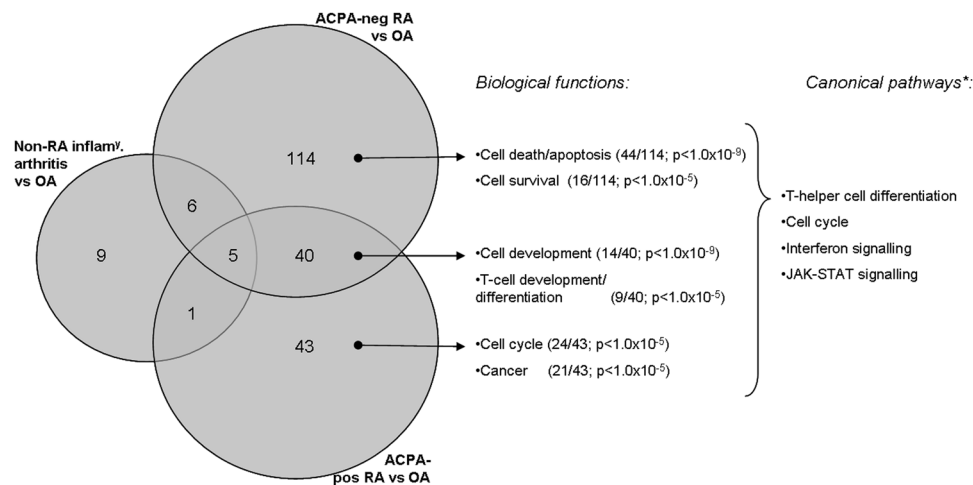 ACPA-neg RA
vs OA
Biological functions:
Canonical pathways*:
Non-RA inflamʸ.
arthritis
vs OA
114
•Cell death/apoptosis (44/114; p<1.0x10⁻⁹)
•Cell survival (16/114; p<1.0x10⁻⁵)
•T-helper cell differentiation
•Cell cycle
•Interferon signalling
•JAK-STAT signalling
6
9
5
40
•Cell development (14/40; p<1.0x10⁻⁹)
•T-cell development/
differentiation (9/40; p<1.0x10⁻⁵)
1
43
•Cell cycle (24/43; p<1.0x10⁻⁵)
•Cancer (21/43; p<1.0x10⁻⁵)
ACPA-
pos RA vs OA